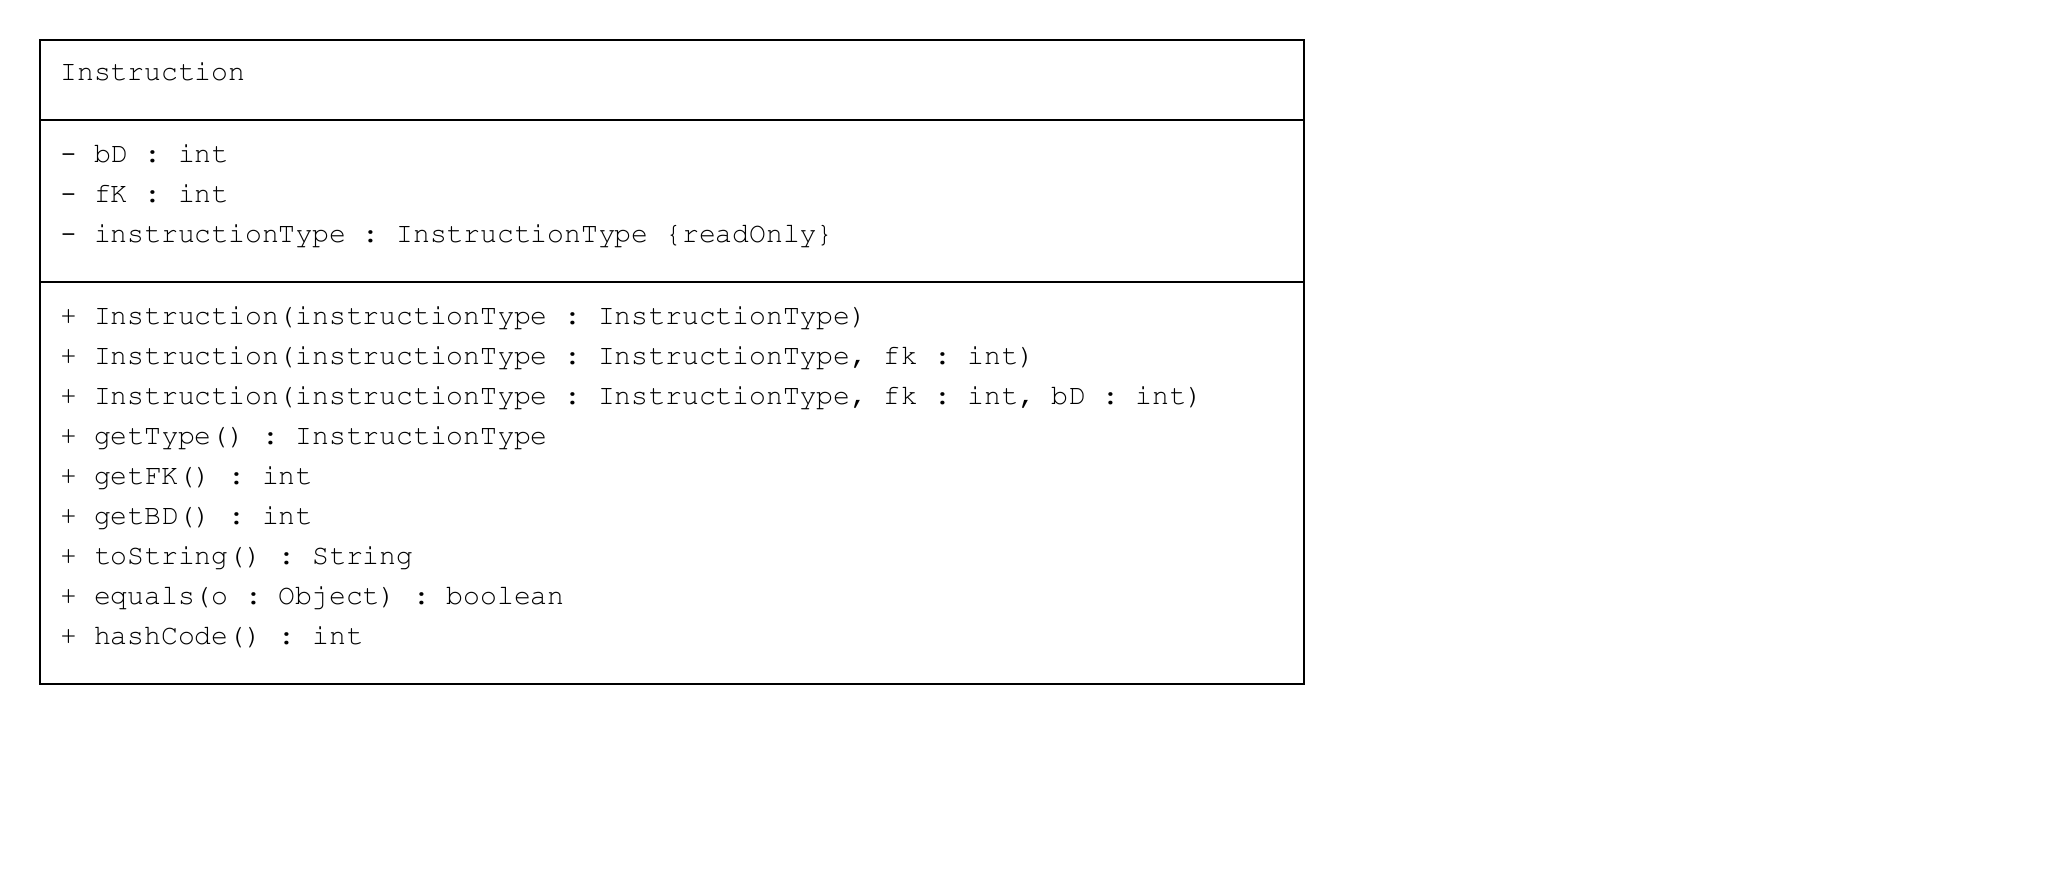 Instruction
- bD : int
- fK : int
- instructionType : InstructionType {readOnly}
+ Instruction(instructionType : InstructionType)
+ Instruction(instructionType : InstructionType, fk : int)
+ Instruction(instructionType : InstructionType, fk : int, bD : int)
+ getType() : InstructionType
+ getFK() : int
+ getBD() : int
+ toString() : String
+ equals(o : Object) : boolean
+ hashCode() : int